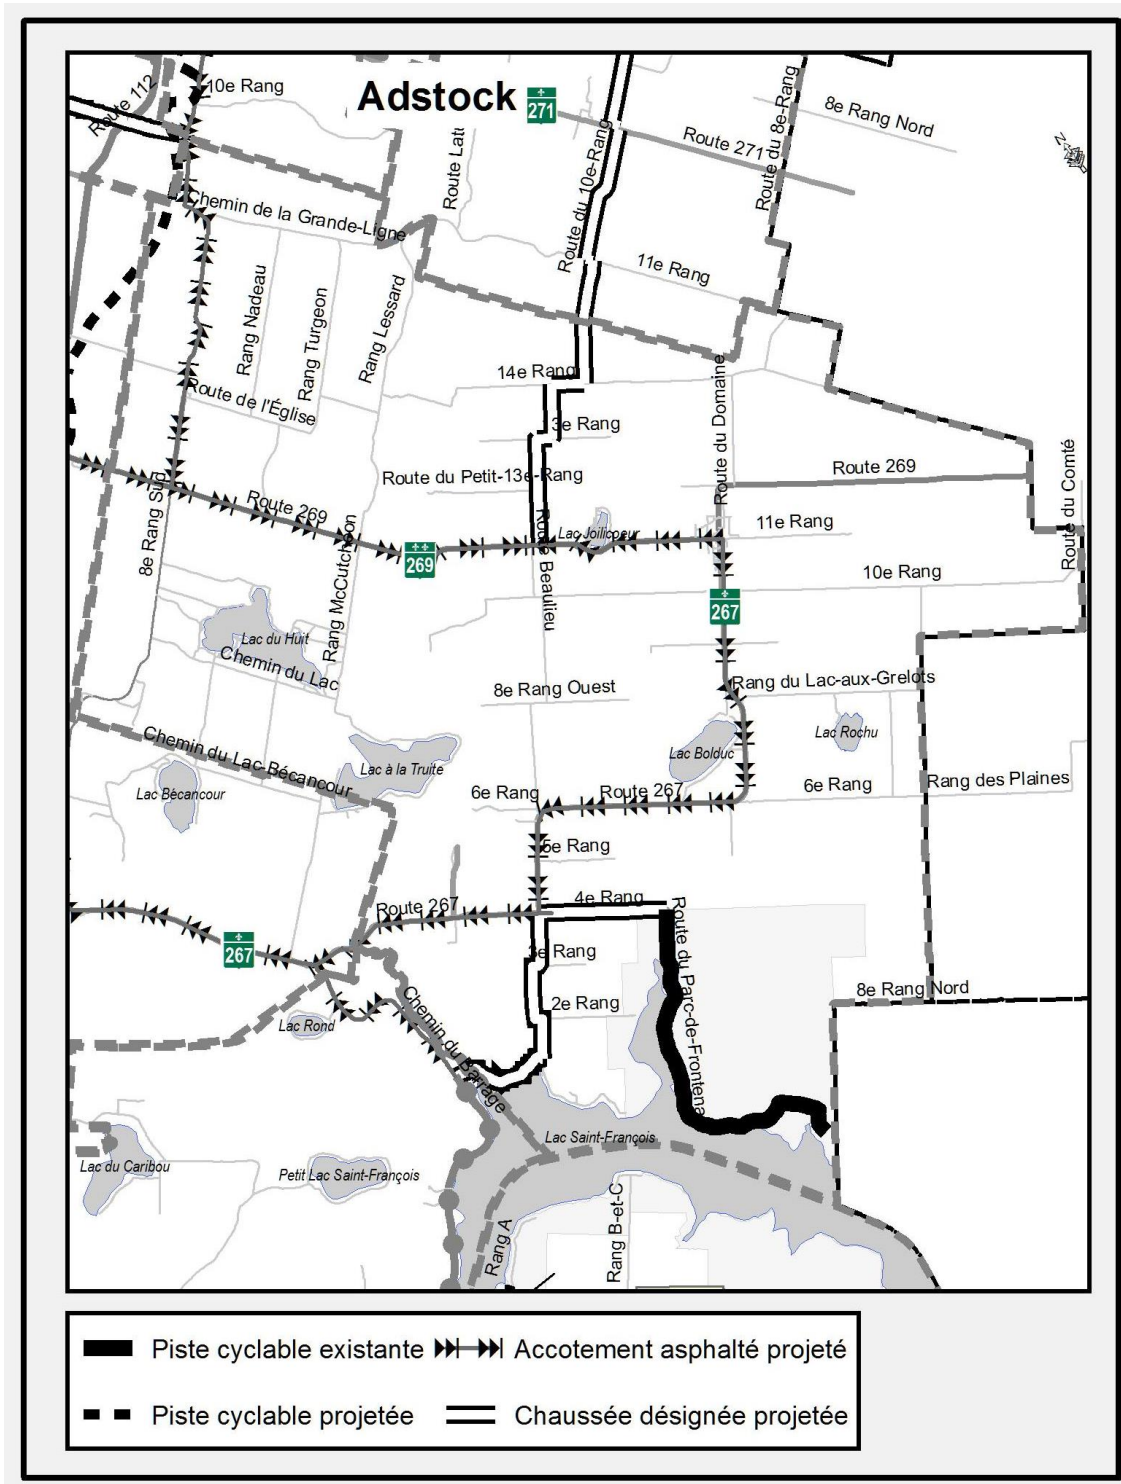 10e Rang
Route 112
Adstock
271
Route du 8e-Rang
8e Rang Nord
Route 271
Route du 10e-Rang
N
Chemin de la Grande-Ligne
11e Rang
Rang Nadeau
Rang Turgeon
Rang Lessard
14e Rang
Route de l'Église
3e Rang
Route du Domaine
Route du Petit-13e-Rang
Route 269
Route du Comté
8e Rang Sud
Route 269
Rang McCutcheon
Route Beaulieu
Lac Jolicoeur
11e Rang
269
10e Rang
267
Lac du Huit
Chemin du Lac
8e Rang Ouest
Rang du Lac-aux-Grelots
Chemin du Lac-Bécancour
Lac à la Truite
Lac Bolduc
Lac Rochu
Lac Bécancour
6e Rang
Route 267
6e Rang
Rang des Plaines
5e Rang
Route 267
4e Rang
267
3e Rang
Route du Parc-de-Frontena
8e Rang Nord
2e Rang
Lac Rond
Chemin du Barrage
Lac Saint-François
Lac du Caribou
Petit Lac Saint-François
Rang A
Rang B-et-C
Piste cyclable existante
Accotement asphalté projeté
Piste cyclable projetée
Chaussée désignée projetée